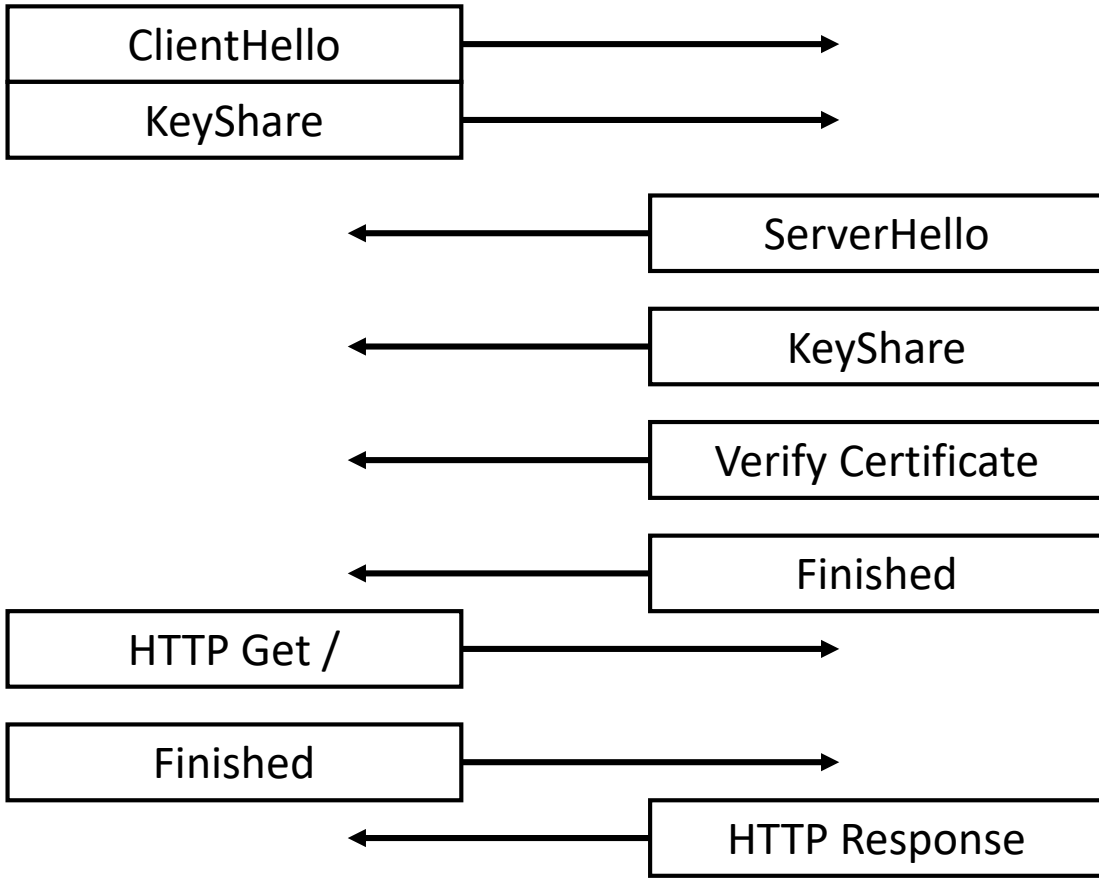 ClientHello
KeyShare
ServerHello
KeyShare
Verify Certificate
Finished
HTTP Get /
Finished
HTTP Response